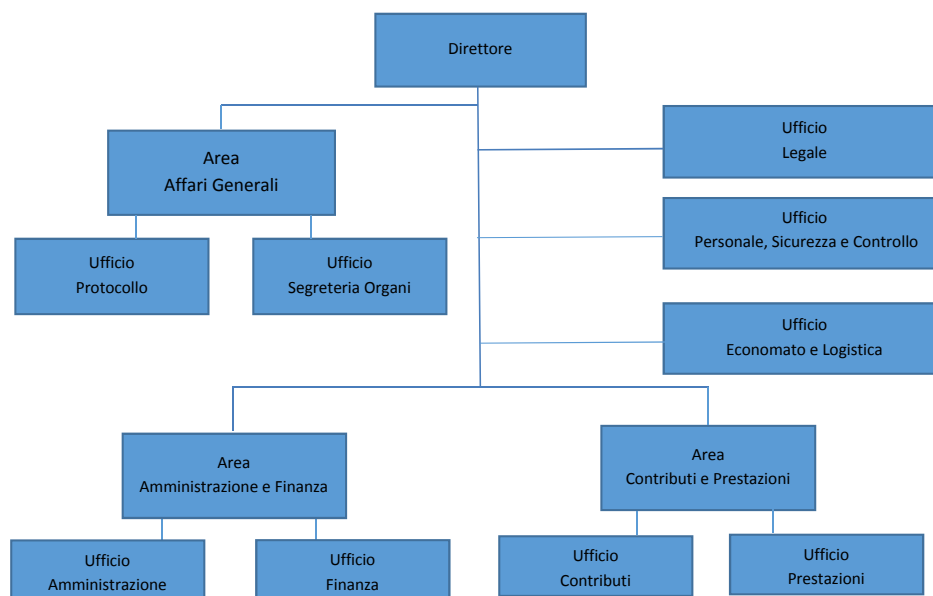 Direttore
Ufficio
Legale
Area
Affari Generali
Ufficio
Personale, Sicurezza e Controllo
Ufficio
Protocollo
Ufficio
Segreteria Organi
Ufficio
Economato e Logistica
Area
Amministrazione e Finanza
Area
Contributi e Prestazioni
Ufficio
Amministrazione
Ufficio
Finanza
Ufficio
Contributi
Ufficio
Prestazioni